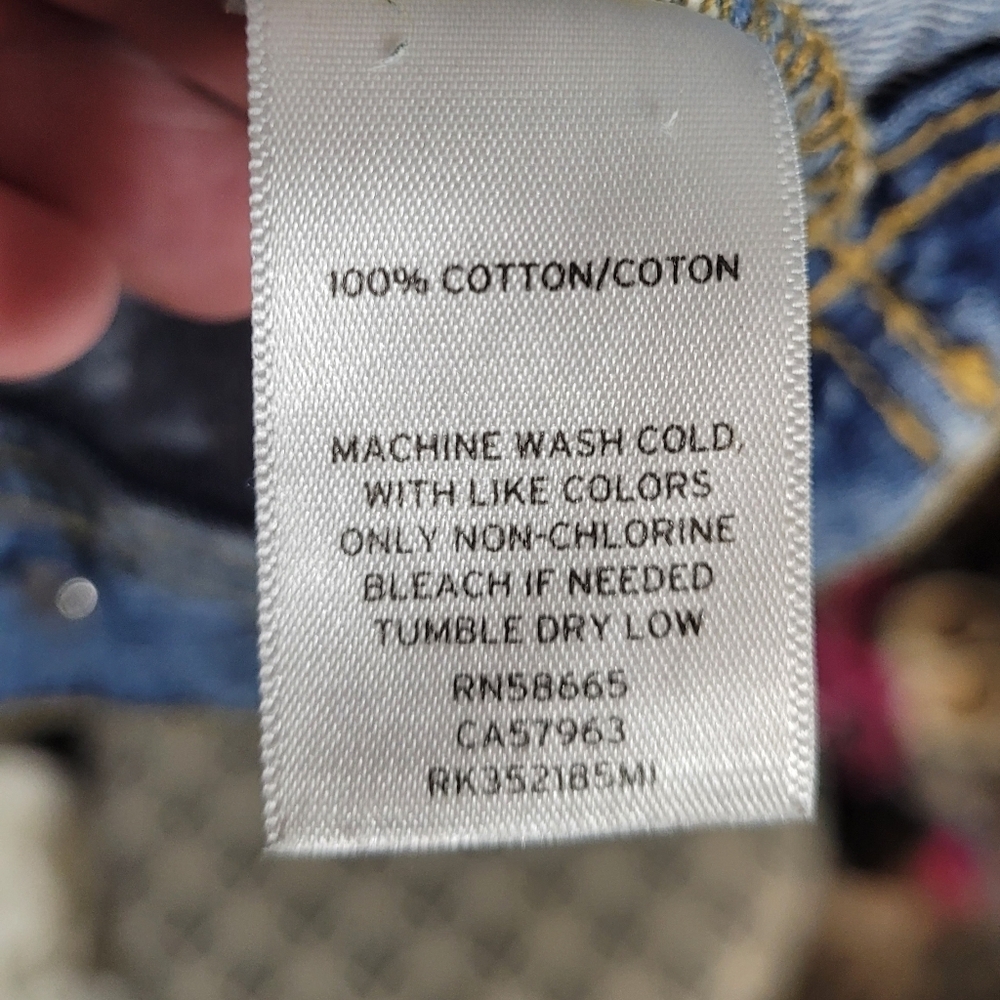 100% COTTON/COTON
MACHINE WASH COLD,
WITH LIKE COLORS
ONLY NON-CHLORINE
BLEACH IF NEEDED
TUMBLE DRY LOW
RN58665
CA57963
RK352185MI